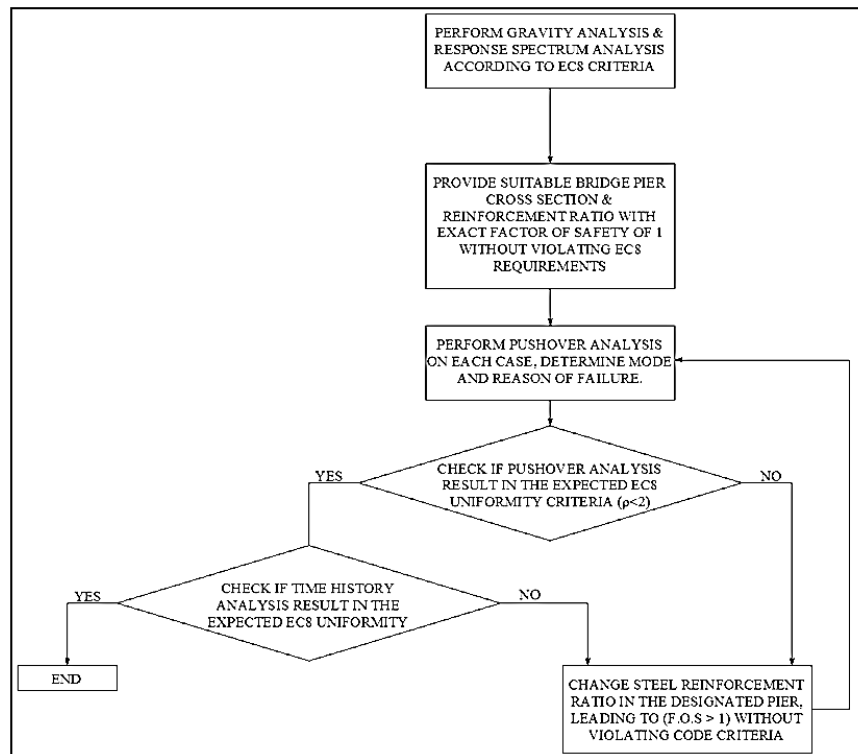 PERFORM GRAVITY ANALYSIS &
RESPONSE SPECTRUM ANALYSIS
ACCORDING TO EC8 CRITERIA
PROVIDE SUITABLE BRIDGE PIER
CROSS SECTION &
REINFORCEMENT RATIO WITH
EXACT FACTOR OF SAFETY OF 1
WITHOUT VIOLATING EC8
REQUIREMENTS
PERFORM PUSHOVER ANALYSIS
ON EACH CASE, DETERMINE MODE
AND REASON OF FAILURE.
YES
CHECK IF PUSHOVER ANALYSIS
RESULT IN THE EXPECTED EC8
UNIFORMITY CRITERIA (ρ<2)
NO
YES
CHECK IF TIME HISTORY
ANALYSIS RESULT IN THE
EXPECTED EC8 UNIFORMITY
NO
END
CHANGE STEEL REINFORCEMENT
RATIO IN THE DESIGNATED PIER,
LEADING TO (F.O.S > 1) WITHOUT
VIOLATING CODE CRITERIA